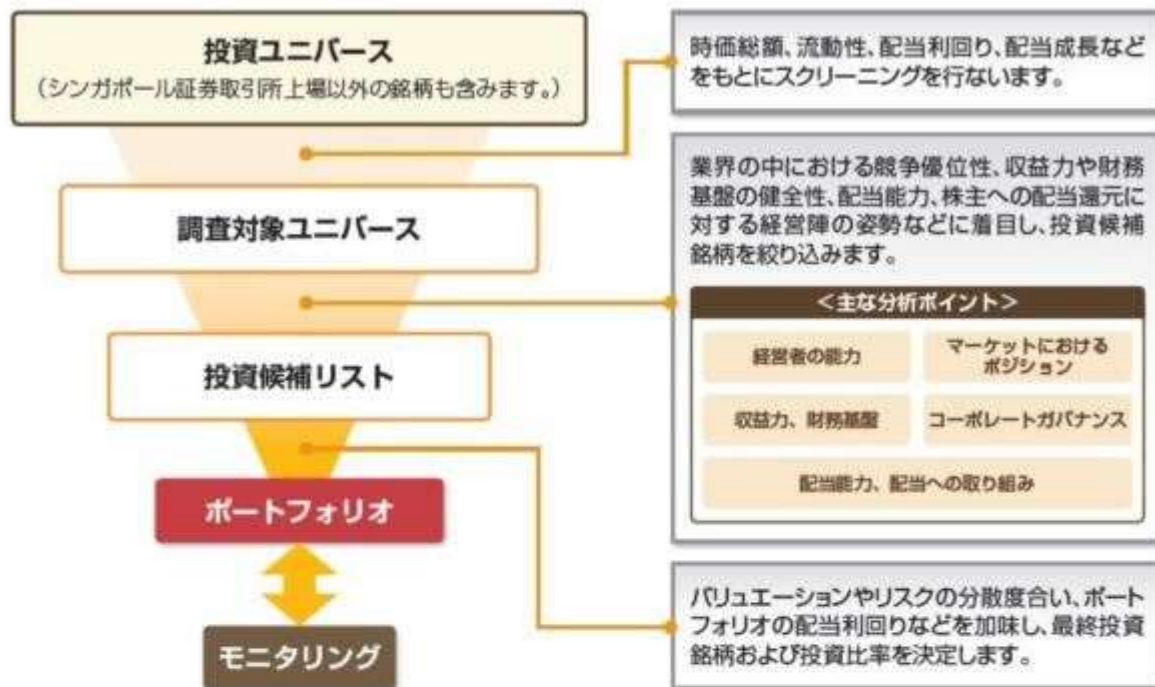 投資ユニバース
（シンガポール証券取引所上場以外の銘柄も含みます。）
時価総額、流動性、配当利回り、配当成長など
をもとにスクリーニングを行ないます。
調査対象ユニバース
業界の中における競争優位性、収益力や財務
基盤の健全性、配当能力、株主への配当還元に
対する経営陣の姿勢などに着目し、投資候補
銘柄を絞り込みます。
＜主な分析ポイント＞
経営者の能力
マーケットにおける
ポジション
収益力、財務基盤
コーポレートガバナンス
配当能力、配当への取り組み
投資候補リスト
ポートフォリオ
バリュエーションやリスクの分散度合い、ポート
フォリオの配当利回りなどを加味し、最終投資
銘柄および投資比率を決定します。
モニタリング